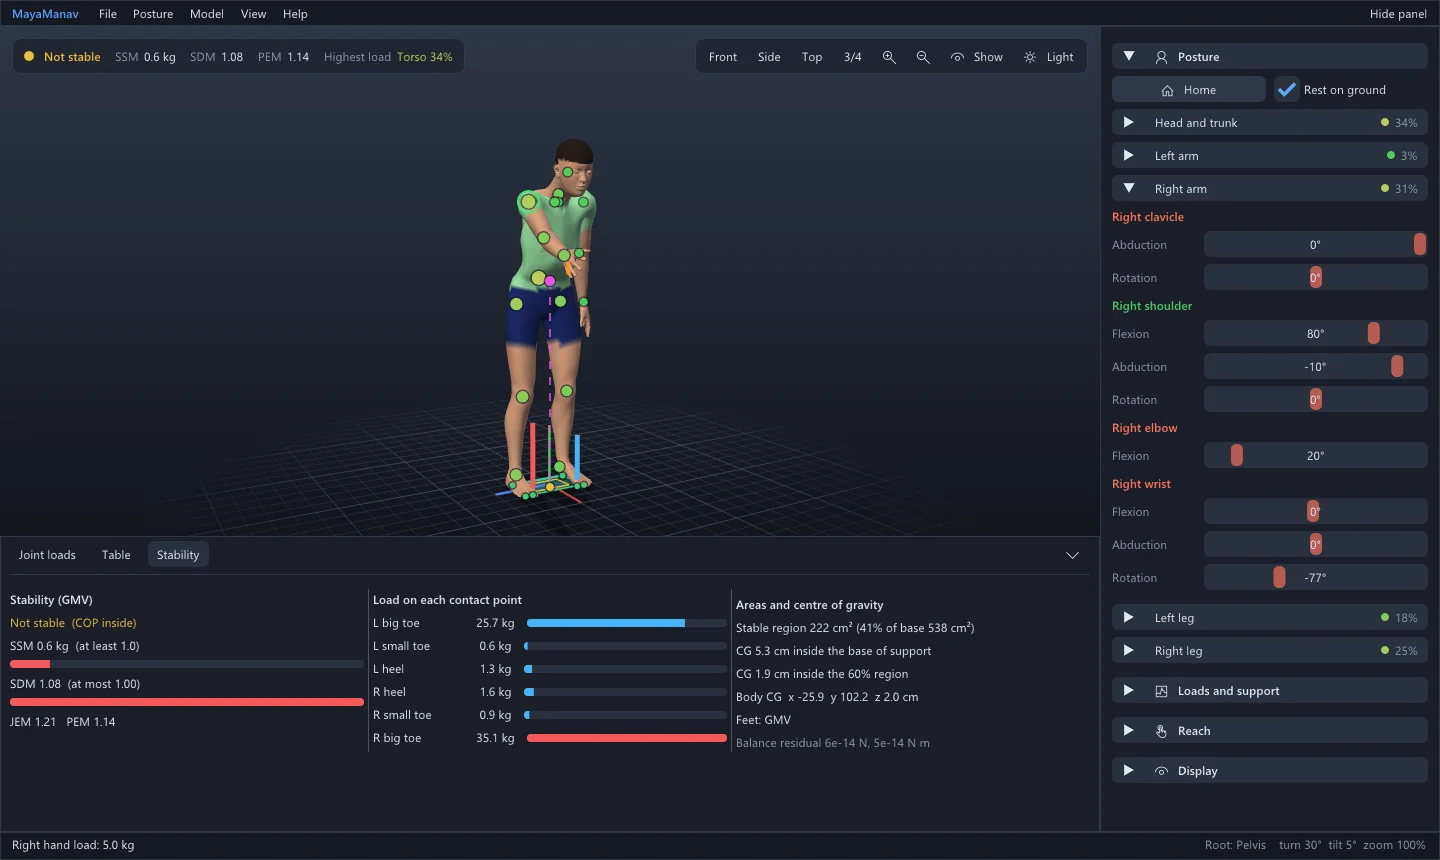 MayaManav File Posture Model View Help Hide panel
Not stable SSM 0.6 kg SDM 1.08 PEM 1.14 Highest load Torso 34%
Front Side Top 3/4 Show Light
Posture
Home Rest on ground
Head and trunk 34%
Left arm 3%
Right arm 31%
Right clavicle
Abduction 0°
Rotation 0°
Right shoulder
Flexion 80°
Abduction -10°
Rotation 0°
Right elbow
Flexion 20°
Right wrist
Flexion 0°
Abduction 0°
Rotation -77°
Left leg 18%
Right leg 25%
Loads and support
Reach
Display
Joint loads Table Stability
Stability (GMV)
Not stable (COP inside)
SSM 0.6 kg (at least 1.0)
SDM 1.08 (at most 1.00)
JEM 1.21 PEM 1.14
Load on each contact point
L big toe 25.7 kg
L small toe 0.6 kg
L heel 1.3 kg
R heel 1.6 kg
R small toe 0.9 kg
R big toe 35.1 kg
Areas and centre of gravity
Stable region 222 cm² (41% of base 538 cm²)
CG 5.3 cm inside the base of support
CG 1.9 cm inside the 60% region
Body CG x -25.9 y 102.2 z 2.0 cm
Feet: GMV
Balance residual 6e-14 N, 5e-14 N m
Right hand load: 5.0 kg
Root: Pelvis turn 30° tilt 5° zoom 100%